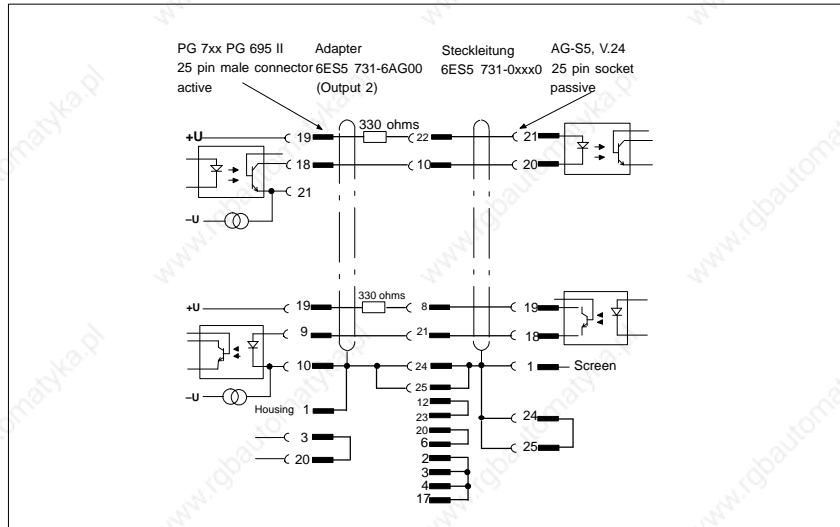 PG 7xx PG 695 II Adapter Steckleitung AG-S5, V.24
25 pin male connector 6ES5 731-6AG00 6ES5 731-0xxx0 25 pin socket
active (Output 2) passive
330 ohms
+U 19 22 21
18 10 20
21
–U
330 ohms
+U 19 8 19
9 21 18
10 24 1 Screen
25
–U
12
Housing 1 23 24
20
3 6 25
20 2
3
4
17
www.rgbautomatyka.pl